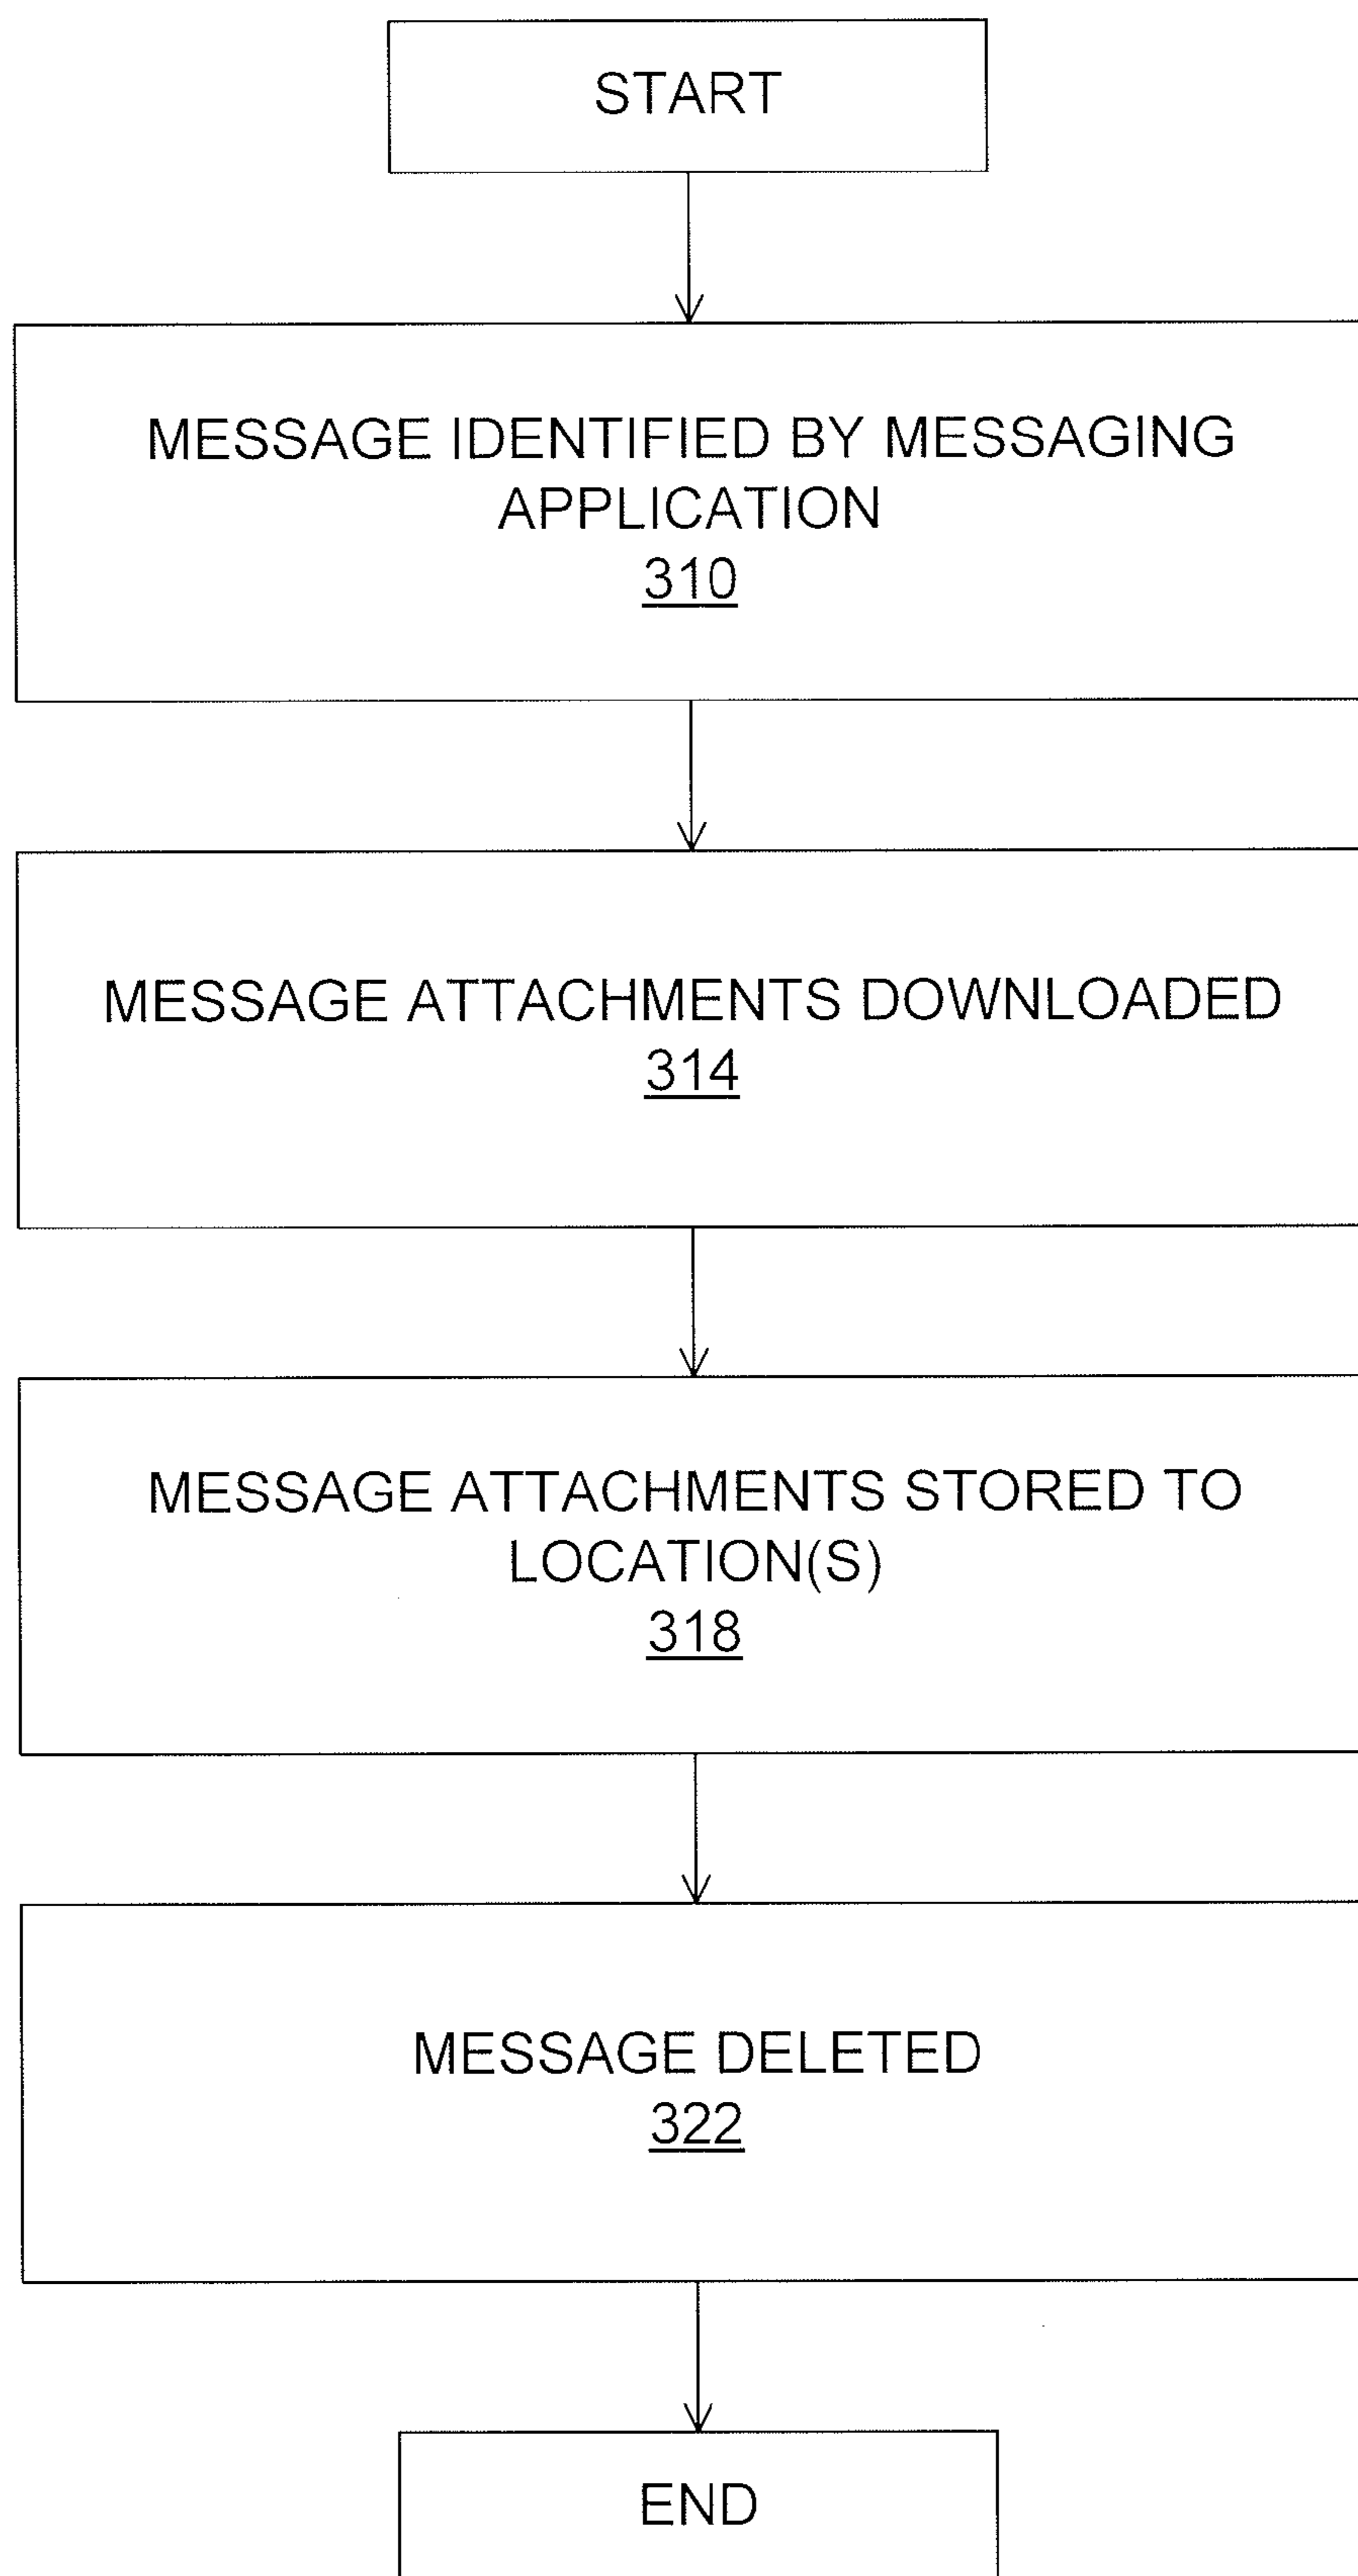 START
MESSAGE IDENTIFIED BY MESSAGING
APPLICATION
310
MESSAGE ATTACHMENTS DOWNLOADED
314
MESSAGE ATTACHMENTS STORED TO
LOCATION(S)
318
MESSAGE DELETED
322
END